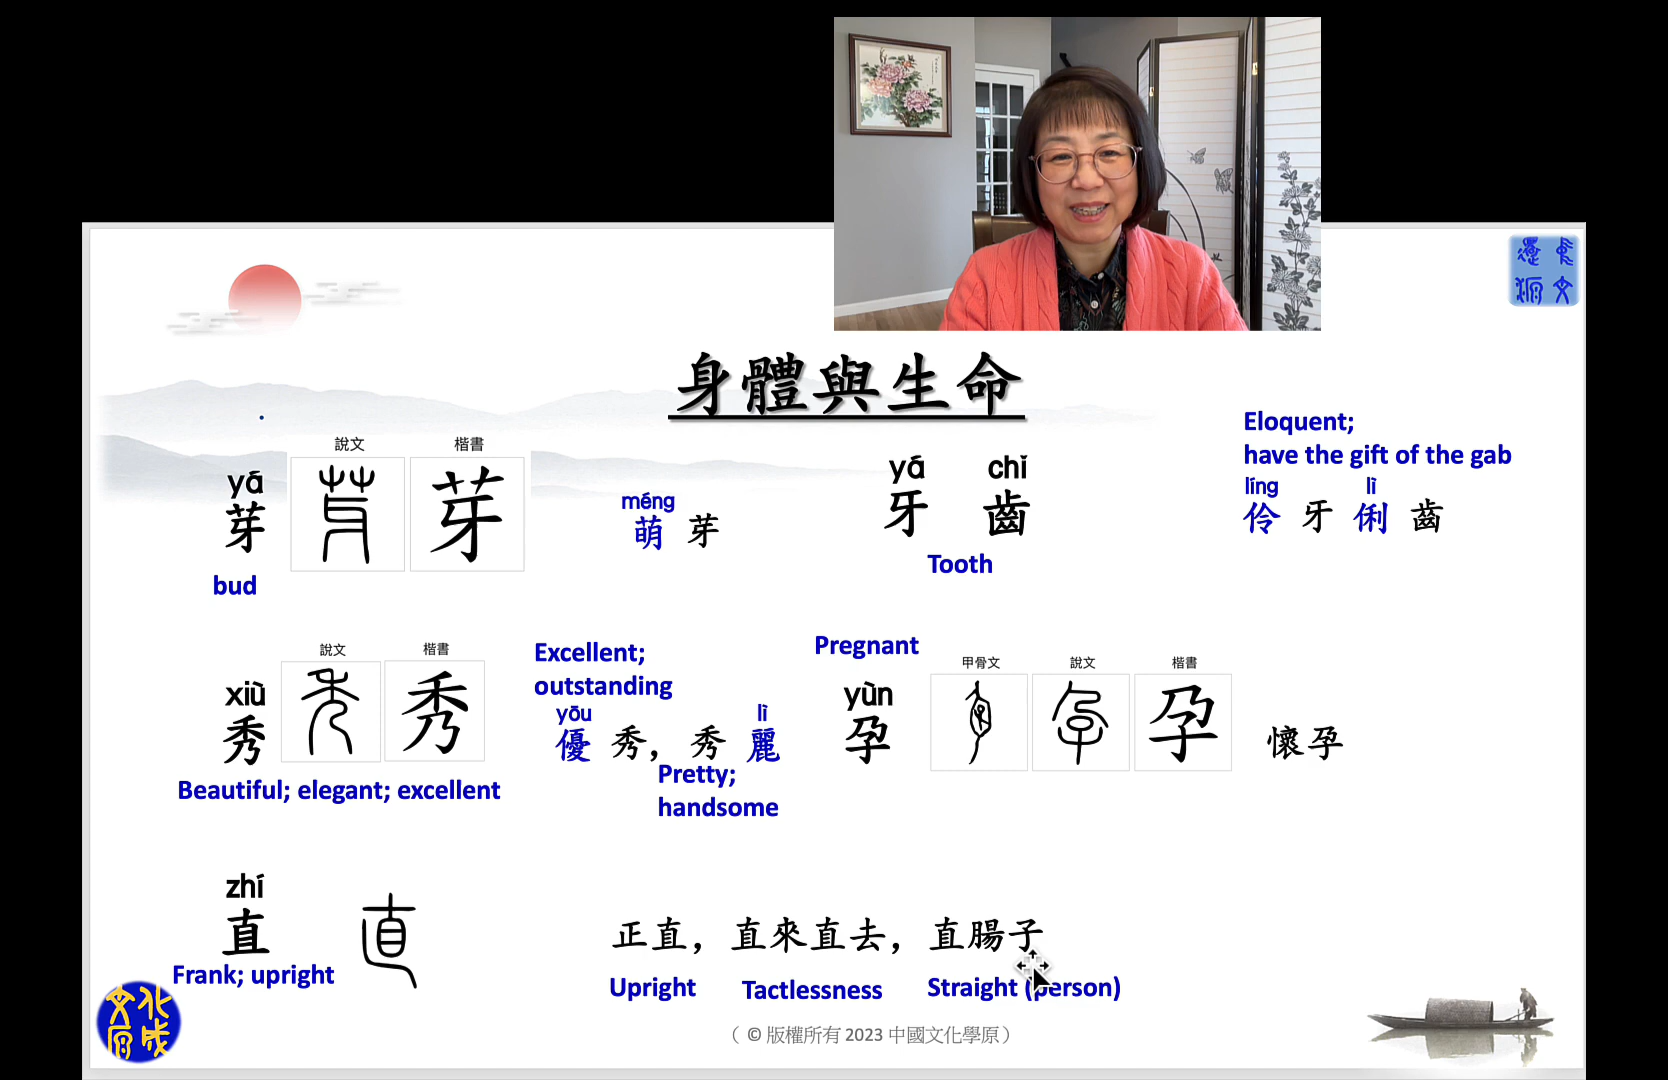 身體與生命
yá
芽
bud
說文
楷書
芽
méng
萌芽
yá chǐ
牙齒
Tooth
Eloquent;
have the gift of the gab
líng lì
伶牙俐齒
xiù
秀
Beautiful; elegant; excellent
說文
楷書
秀
Excellent;
outstanding
yōu lì
優秀，秀麗
Pretty;
handsome
Pregnant
yùn
孕
甲骨文
說文
楷書
孕
懷孕
zhí
直
Frank; upright
正直，直來直去，直腸子
Upright
Tactlessness
Straight (person)
（ © 版權所有 2023 中國文化學原）